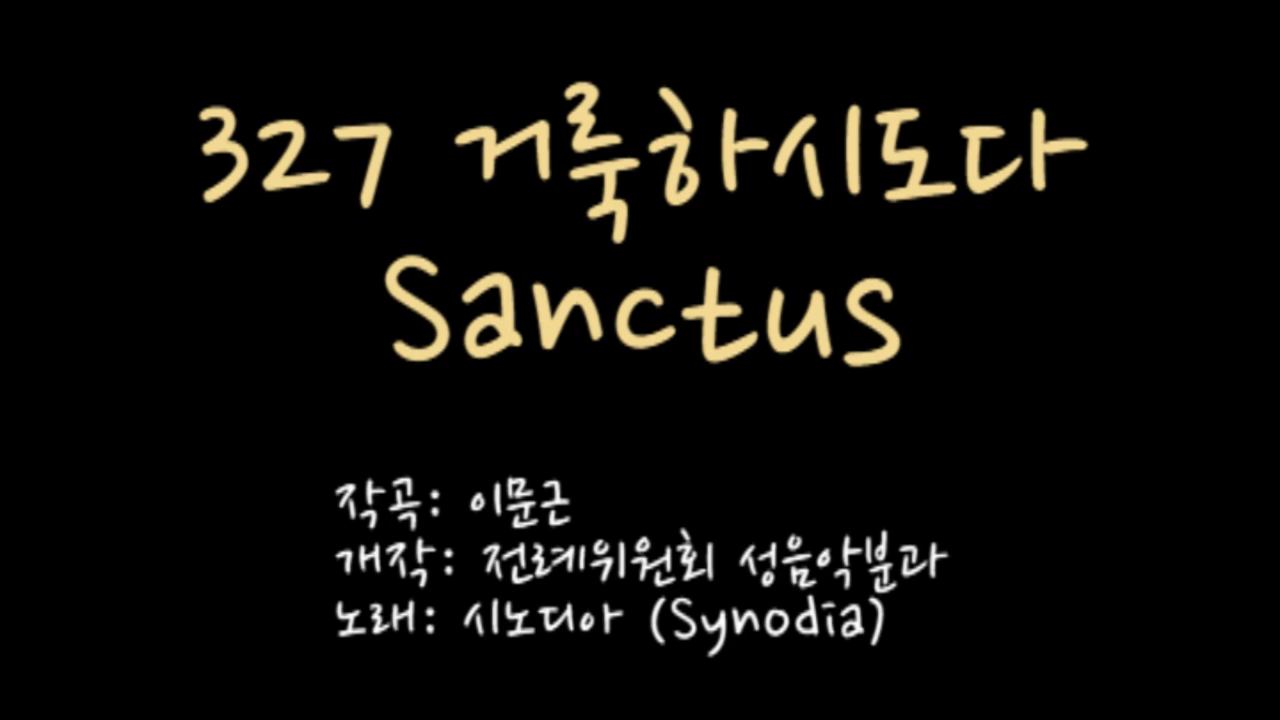 327 거룩하시도다
Sanctus
작곡: 이문근
개작: 전례위원회 성음악분과
노래: 시노디아 (Synodia)